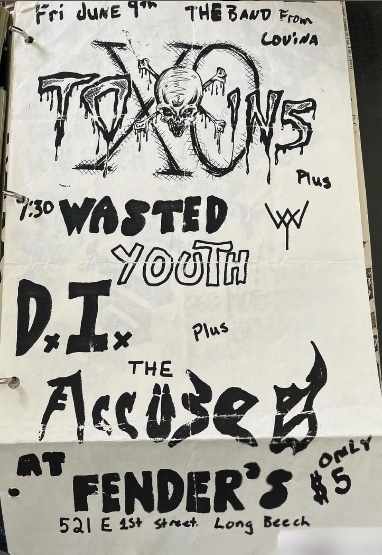 Fri JUNE 9th THE BAND From
COVINA
TOXONS
Plus
7:30 WASTED
YOUTH
D.I.
Plus
THE
ACCÜSED
AT
FENDER'S ONLY
$5
521 E 1st Street. Long Beech